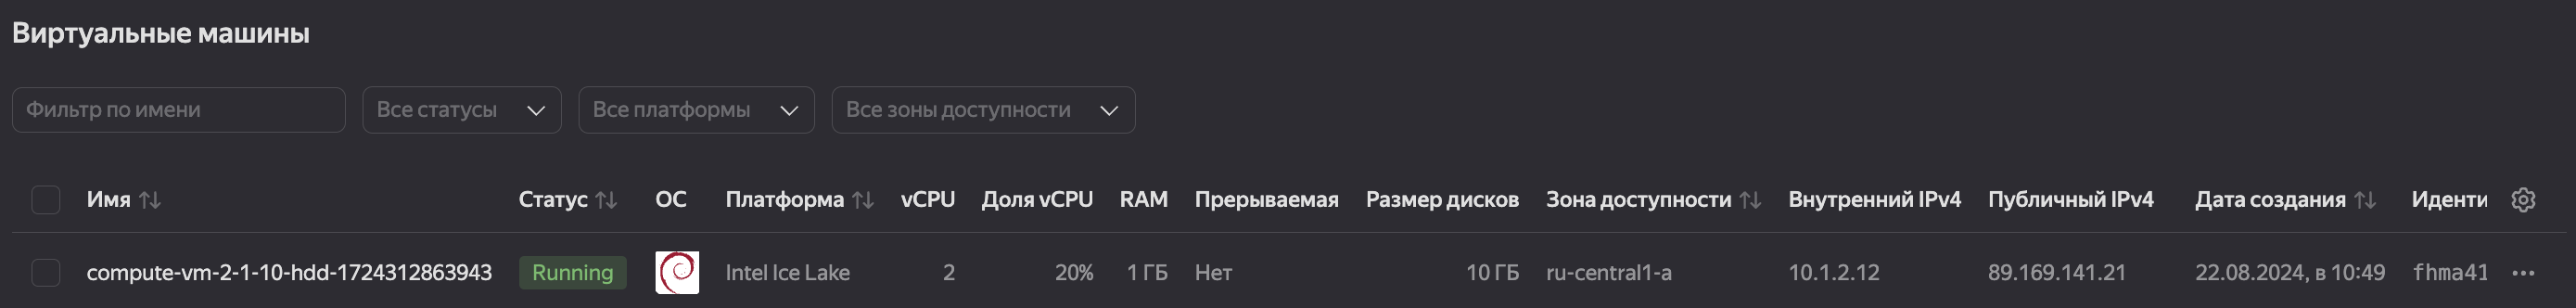 Виртуальные машины
Фильтр по имени Все статусы Все платформы Все зоны доступности
Имя Статус ОС Платформа vCPU Доля vCPU RAM Прерываемая Размер дисков Зона доступности Внутренний IPv4 Публичный IPv4 Дата создания Иденти
compute-vm-2-1-10-hdd-1724312863943 Running Intel Ice Lake 2 20% 1 ГБ Нет 10 ГБ ru-central1-a 10.1.2.12 89.169.141.21 22.08.2024, в 10:49 fhma41